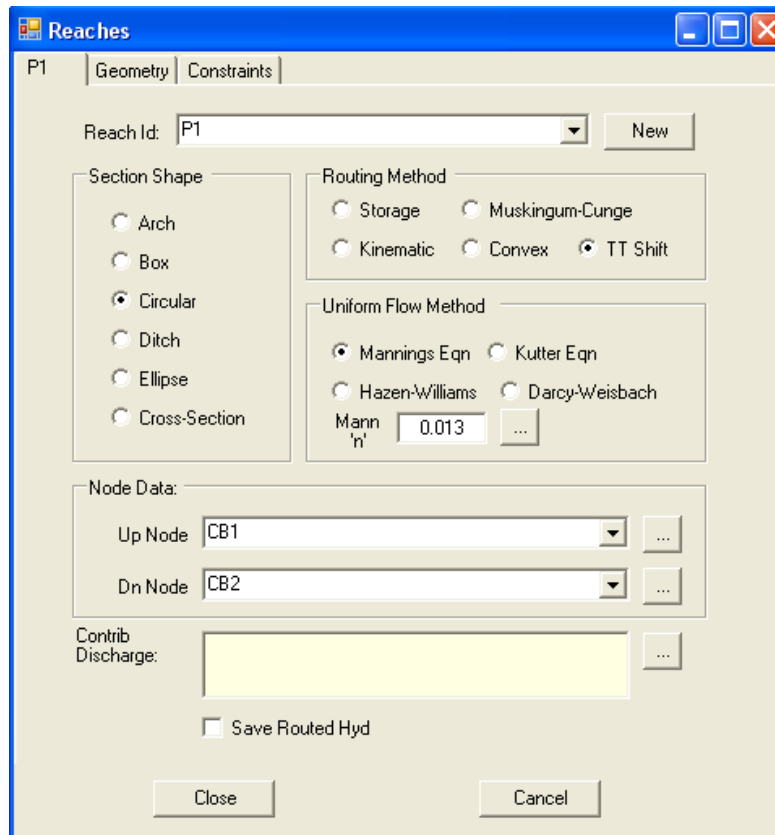 Reaches
P1 Geometry Constraints
Reach Id: P1 New
Section Shape
Arch
Box
Circular
Ditch
Ellipse
Cross-Section
Routing Method
Storage Muskingum-Cunge
Kinematic Convex TT Shift
Uniform Flow Method
Mannings Eqn Kutter Eqn
Hazen-Williams Darcy-Weisbach
Mann
'n' 0.013 ...
Node Data:
Up Node CB1 ...
Dn Node CB2 ...
Contrib
Discharge: ...
Save Routed Hyd
Close Cancel